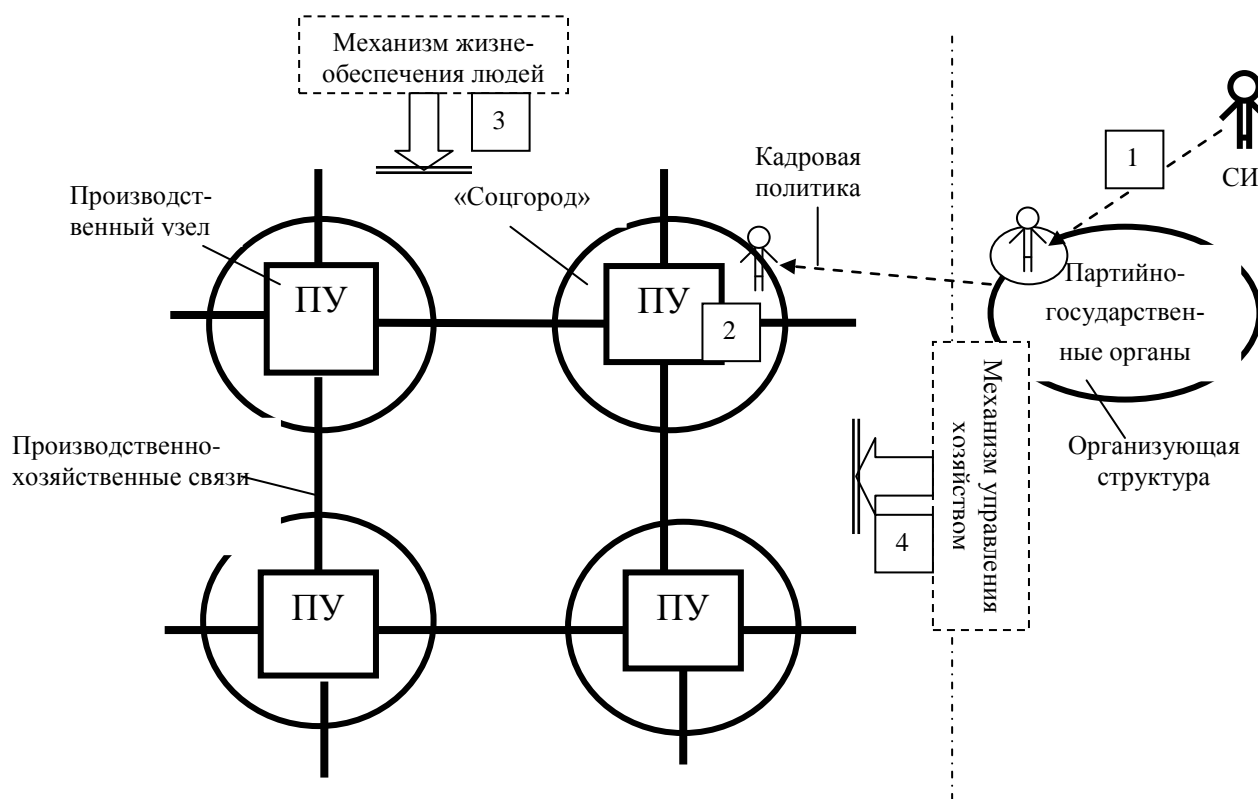 Механизм жизне-
обеспечения людей
3
1
СИ
Кадровая
политика
Производст-
венный узел
«Соцгород»
ПУ
ПУ
2
Партийно-
государствен-
ные органы
Механизм управления
хозяйством
Производственно-
хозяйственные связи
Организующая
структура
4
ПУ
ПУ